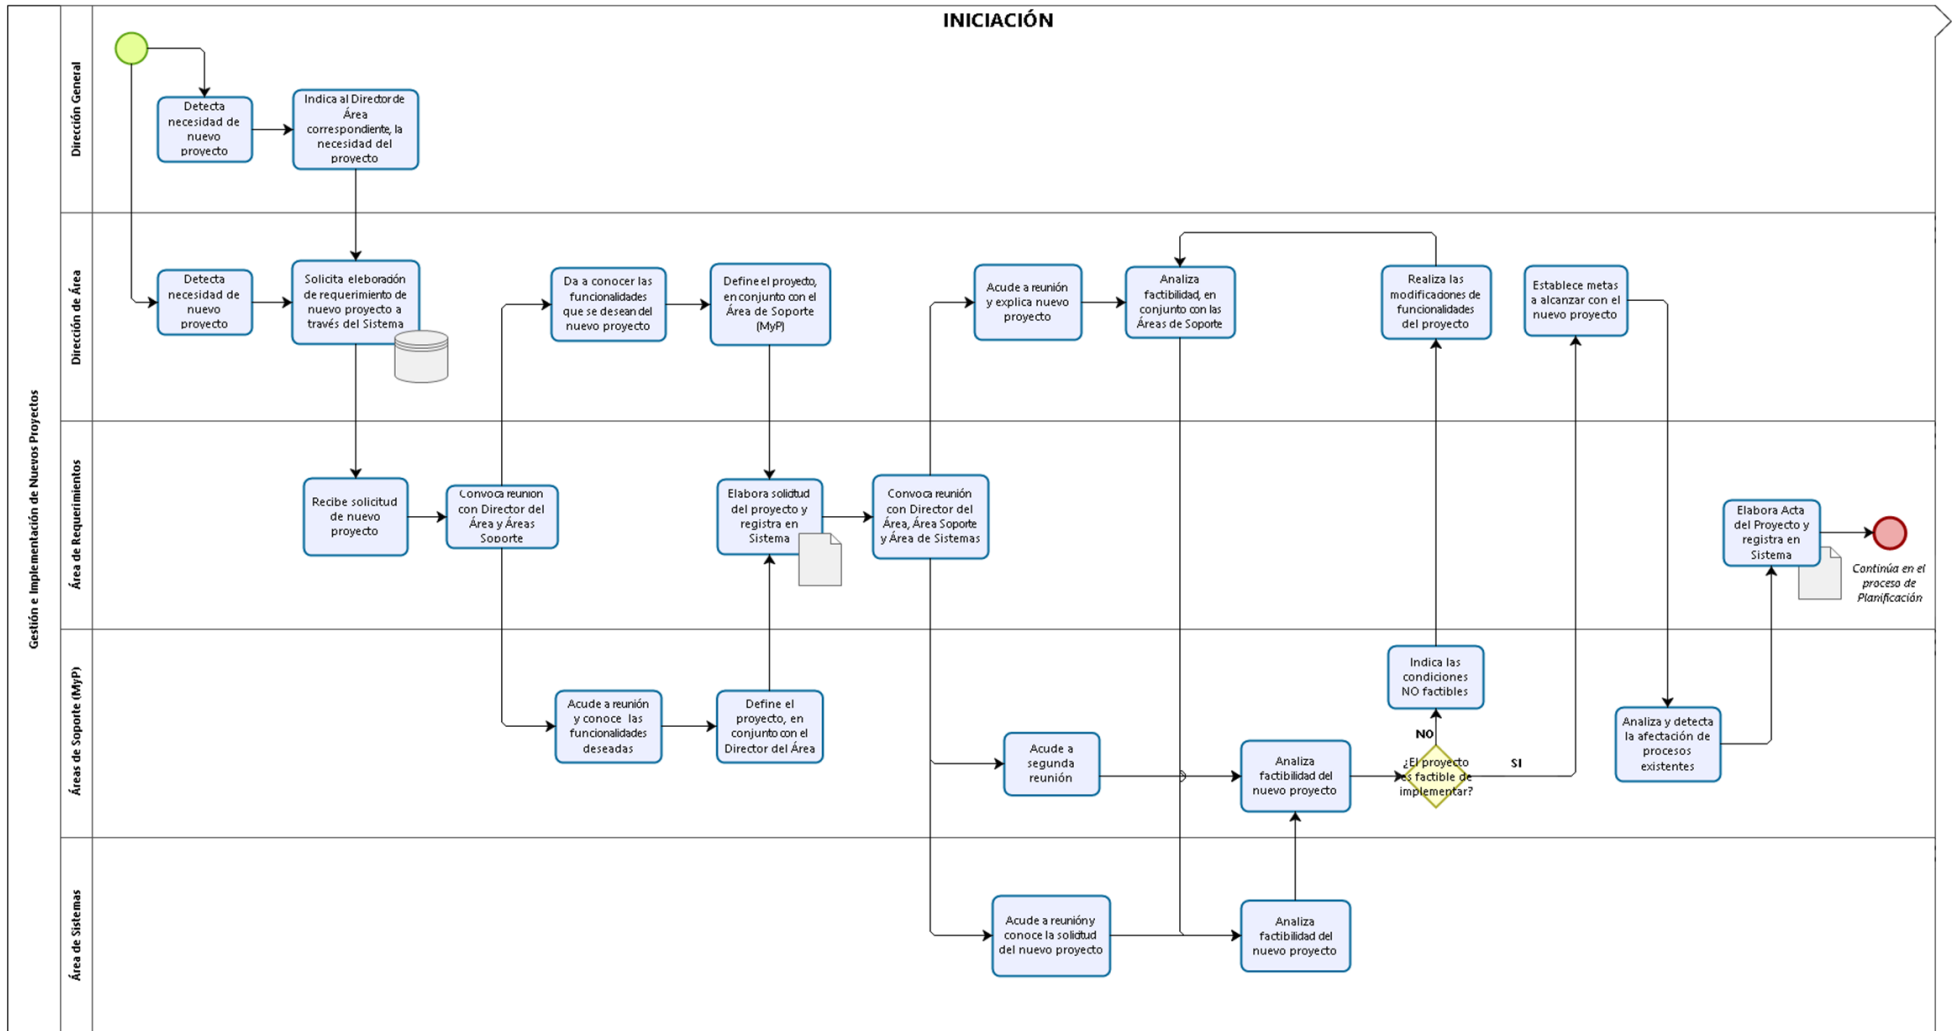 INICIACIÓN
Gestión e Implementación de Nuevos Proyectos
Dirección General
Detecta
necesidad de
nuevo
proyecto
Indica al Director de
Área
correspondiente, la
necesidad del
proyecto
Dirección de Área
Detecta
necesidad de
nuevo
proyecto
Solicita eleboración
de requerimiento de
nuevo proyecto a
través del Sistema
Da a conocer las
funcionalidades
que se desean del
nuevo proyecto
Define el proyecto,
en conjunto con el
Área de Soporte
(MyP)
Acude a reunión
y explica nuevo
proyecto
Analiza
factibilidad, en
conjunto con las
Áreas de Soporte
Realiza las
modificaciones de
funcionalidades
del proyecto
Establece metas
a alcanzar con el
nuevo proyecto
Área de Requerimientos
Recibe solicitud
de nuevo
proyecto
Convoca reunión
con Director del
Área y Áreas
Soporte
Elabora solicitud
del proyecto y
registra en
Sistema
Convoca reunión
con Director del
Área, Área Soporte
y Área de Sistemas
Elabora Acta
del Proyecto y
registra en
Sistema
Continúa en el
proceso de
Planificación
Áreas de Soporte (MyP)
Acude a reunión
y conoce las
funcionalidades
deseadas
Define el
proyecto, en
conjunto con el
Director del Área
Acude a
segunda
reunión
Analiza
factibilidad del
nuevo proyecto
Indica las
condiciones
NO factibles
NO
¿El proyecto
es factible de
implementar?
SI
Analiza y detecta
la afectación de
procesos
existentes
Área de Sistemas
Acude a reunión y
conoce la solicitud
del nuevo proyecto
Analiza
factibilidad del
nuevo proyecto